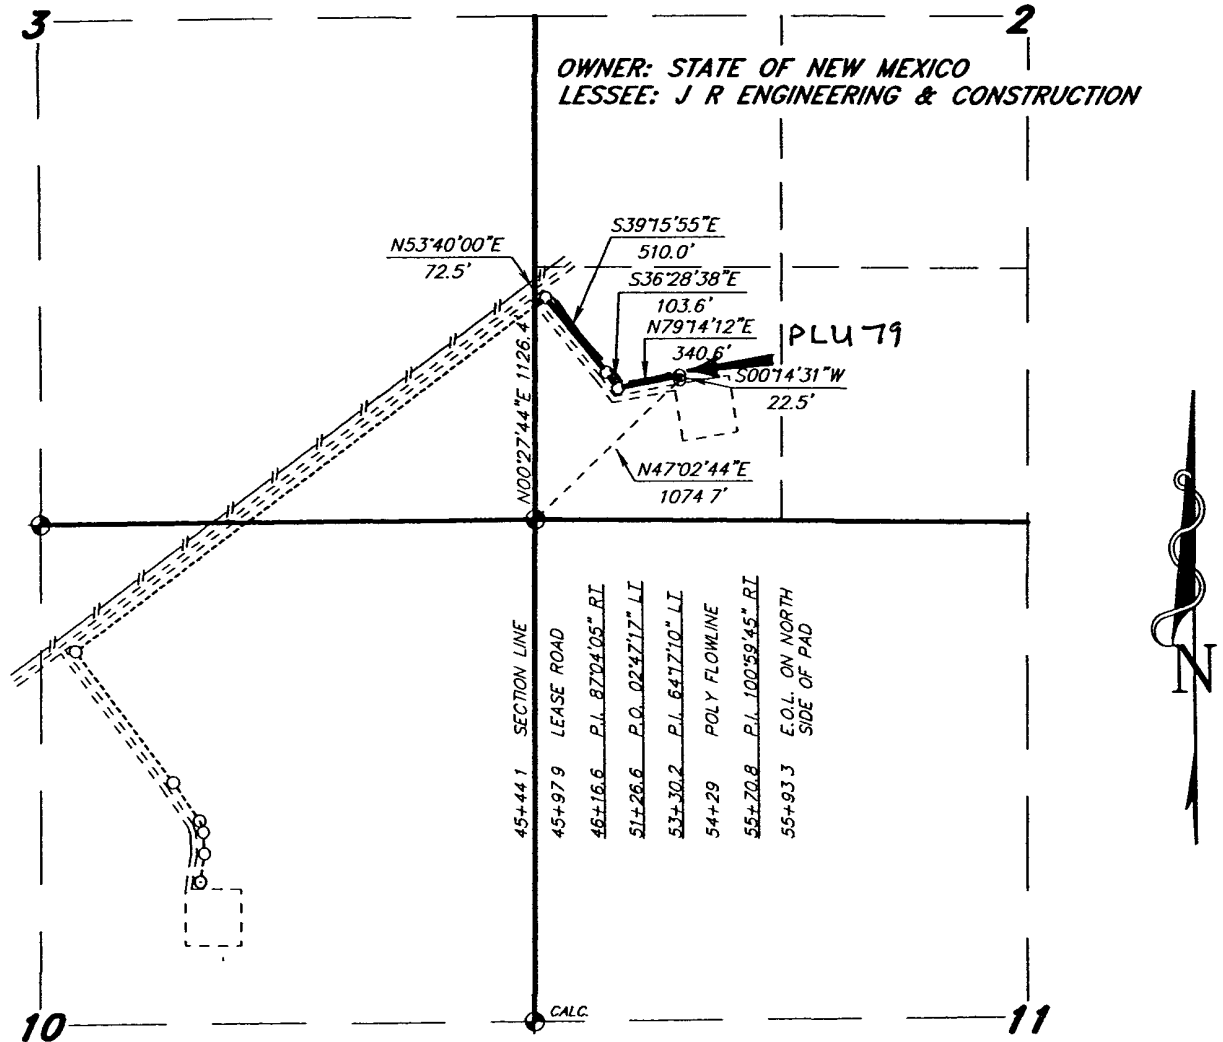 3
2
OWNER: STATE OF NEW MEXICO
LESSEE: J R ENGINEERING & CONSTRUCTION
S39°15'55"E
510.0'
N53°40'00"E
72.5'
S36°28'38"E
103.6'
N79°14'12"E
340.6'
PLU 79
S00°14'31"W
22.5'
N00°27'44"E 1126.4'
N47°02'44"E
1074 7'
45+44 1 SECTION LINE
45+97 9 LEASE ROAD
46+16.6 P.I. 87°04'05" RT
51+26.6 P.O. 02°47'17" LT
53+30.2 P.I. 64°17'10" LT
54+29 POLY FLOWLINE
55+70.8 P.I. 100°59'45" RT
55+93 3 E.O.L. ON NORTH
SIDE OF PAD
N
CALC.
10
11